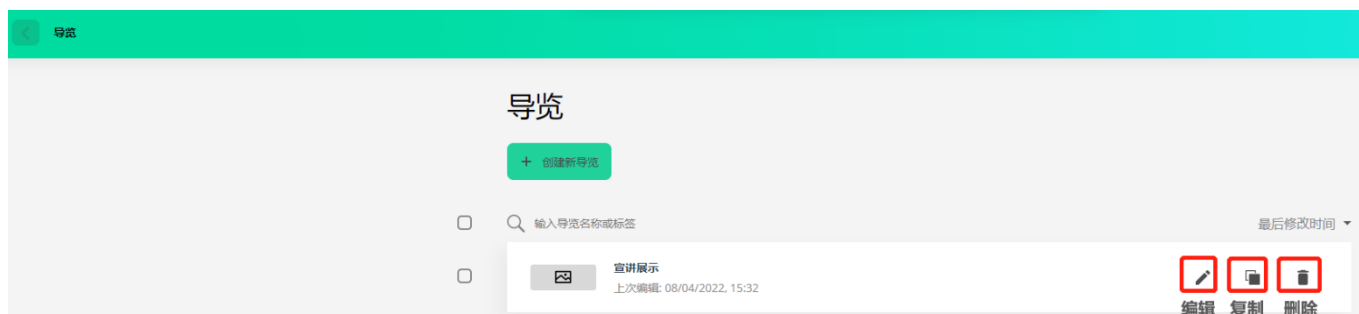 导览
导览
+ 创建新导览
输入导览名称或标签
最后修改时间
宣讲展示
上次编辑: 08/04/2022, 15:32
编辑 复制 删除